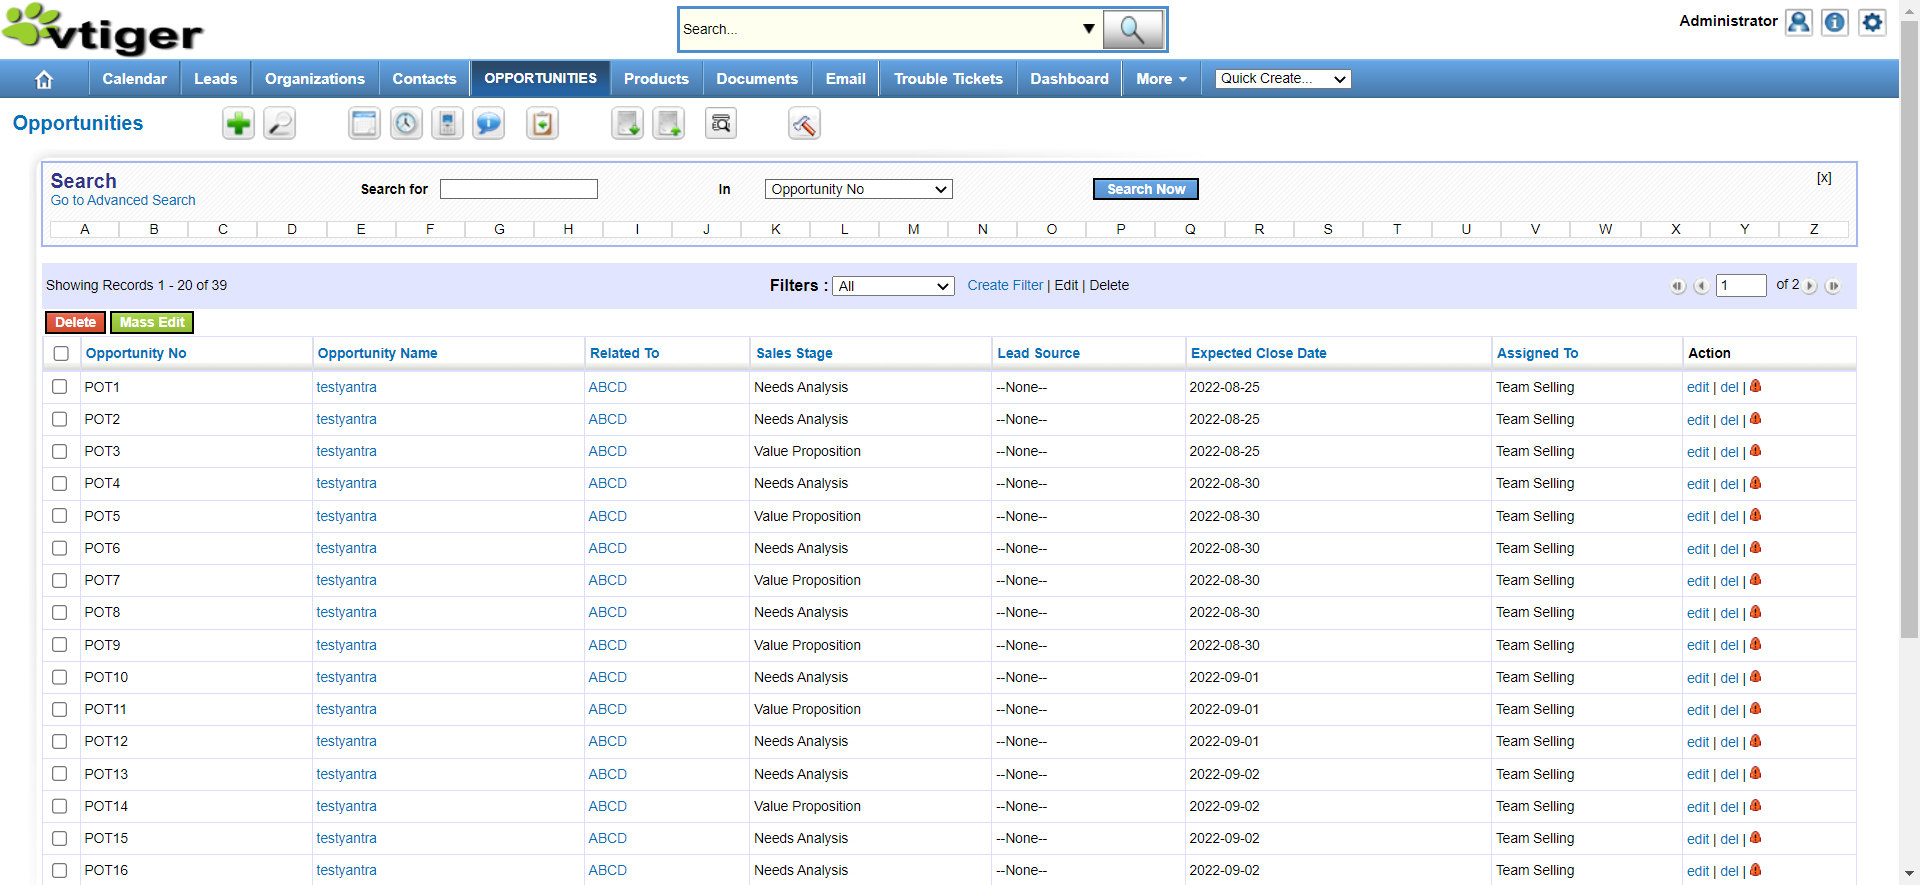 vtiger
Search...
Administrator
Calendar Leads Organizations Contacts OPPORTUNITIES Products Documents Email Trouble Tickets Dashboard More Quick Create...
Opportunities
Search
Go to Advanced Search
Search for In Opportunity No Search Now [x]
A B C D E F G H I J K L M N O P Q R S T U V W X Y Z
Showing Records 1 - 20 of 39 Filters : All Create Filter | Edit | Delete 1 of 2
Delete Mass Edit
Opportunity No Opportunity Name Related To Sales Stage Lead Source Expected Close Date Assigned To Action
POT1 testyantra ABCD Needs Analysis --None-- 2022-08-25 Team Selling edit | del |
POT2 testyantra ABCD Needs Analysis --None-- 2022-08-25 Team Selling edit | del |
POT3 testyantra ABCD Value Proposition --None-- 2022-08-25 Team Selling edit | del |
POT4 testyantra ABCD Needs Analysis --None-- 2022-08-30 Team Selling edit | del |
POT5 testyantra ABCD Value Proposition --None-- 2022-08-30 Team Selling edit | del |
POT6 testyantra ABCD Needs Analysis --None-- 2022-08-30 Team Selling edit | del |
POT7 testyantra ABCD Value Proposition --None-- 2022-08-30 Team Selling edit | del |
POT8 testyantra ABCD Needs Analysis --None-- 2022-08-30 Team Selling edit | del |
POT9 testyantra ABCD Value Proposition --None-- 2022-08-30 Team Selling edit | del |
POT10 testyantra ABCD Needs Analysis --None-- 2022-09-01 Team Selling edit | del |
POT11 testyantra ABCD Value Proposition --None-- 2022-09-01 Team Selling edit | del |
POT12 testyantra ABCD Needs Analysis --None-- 2022-09-01 Team Selling edit | del |
POT13 testyantra ABCD Needs Analysis --None-- 2022-09-02 Team Selling edit | del |
POT14 testyantra ABCD Value Proposition --None-- 2022-09-02 Team Selling edit | del |
POT15 testyantra ABCD Needs Analysis --None-- 2022-09-02 Team Selling edit | del |
POT16 testyantra ABCD Needs Analysis --None-- 2022-09-02 Team Selling edit | del |